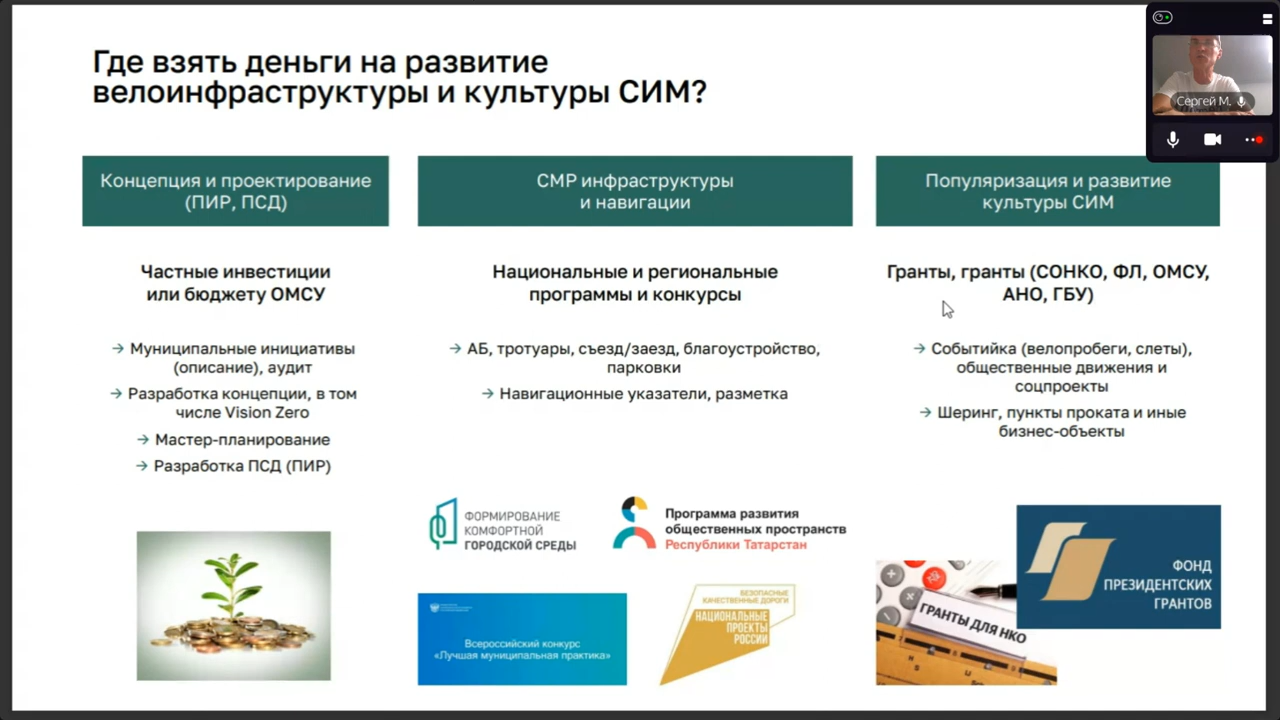 Где взять деньги на развитие
велоинфраструктуры и культуры СИМ?
Сергей М.
Концепция и проектирование
(ПИР, ПСД)
Частные инвестиции
или бюджету ОМСУ
→ Муниципальные инициативы
(описание), аудит
→ Разработка концепции, в том
числе Vision Zero
→ Мастер-планирование
→ Разработка ПСД (ПИР)
СМР инфраструктуры
и навигации
Национальные и региональные
программы и конкурсы
→ АБ, тротуары, съезд/заезд, благоустройство,
парковки
→ Навигационные указатели, разметка
ФОРМИРОВАНИЕ
КОМФОРТНОЙ
ГОРОДСКОЙ СРЕДЫ
Программа развития
общественных пространств
Республики Татарстан
Всероссийский конкурс
«Лучшая муниципальная практика»
БЕЗОПАСНЫЕ
КАЧЕСТВЕННЫЕ ДОРОГИ
НАЦИОНАЛЬНЫЕ
ПРОЕКТЫ
РОССИИ
Популяризация и развитие
культуры СИМ
Гранты, гранты (СОНКО, ФЛ, ОМСУ,
АНО, ГБУ)
→ Событийка (велопробеги, слеты),
общественные движения и
соцпроекты
→ Шеринг, пункты проката и иные
бизнес-объекты
ГРАНТЫ ДЛЯ НКО
ФОНД
ПРЕЗИДЕНТСКИХ
ГРАНТОВ